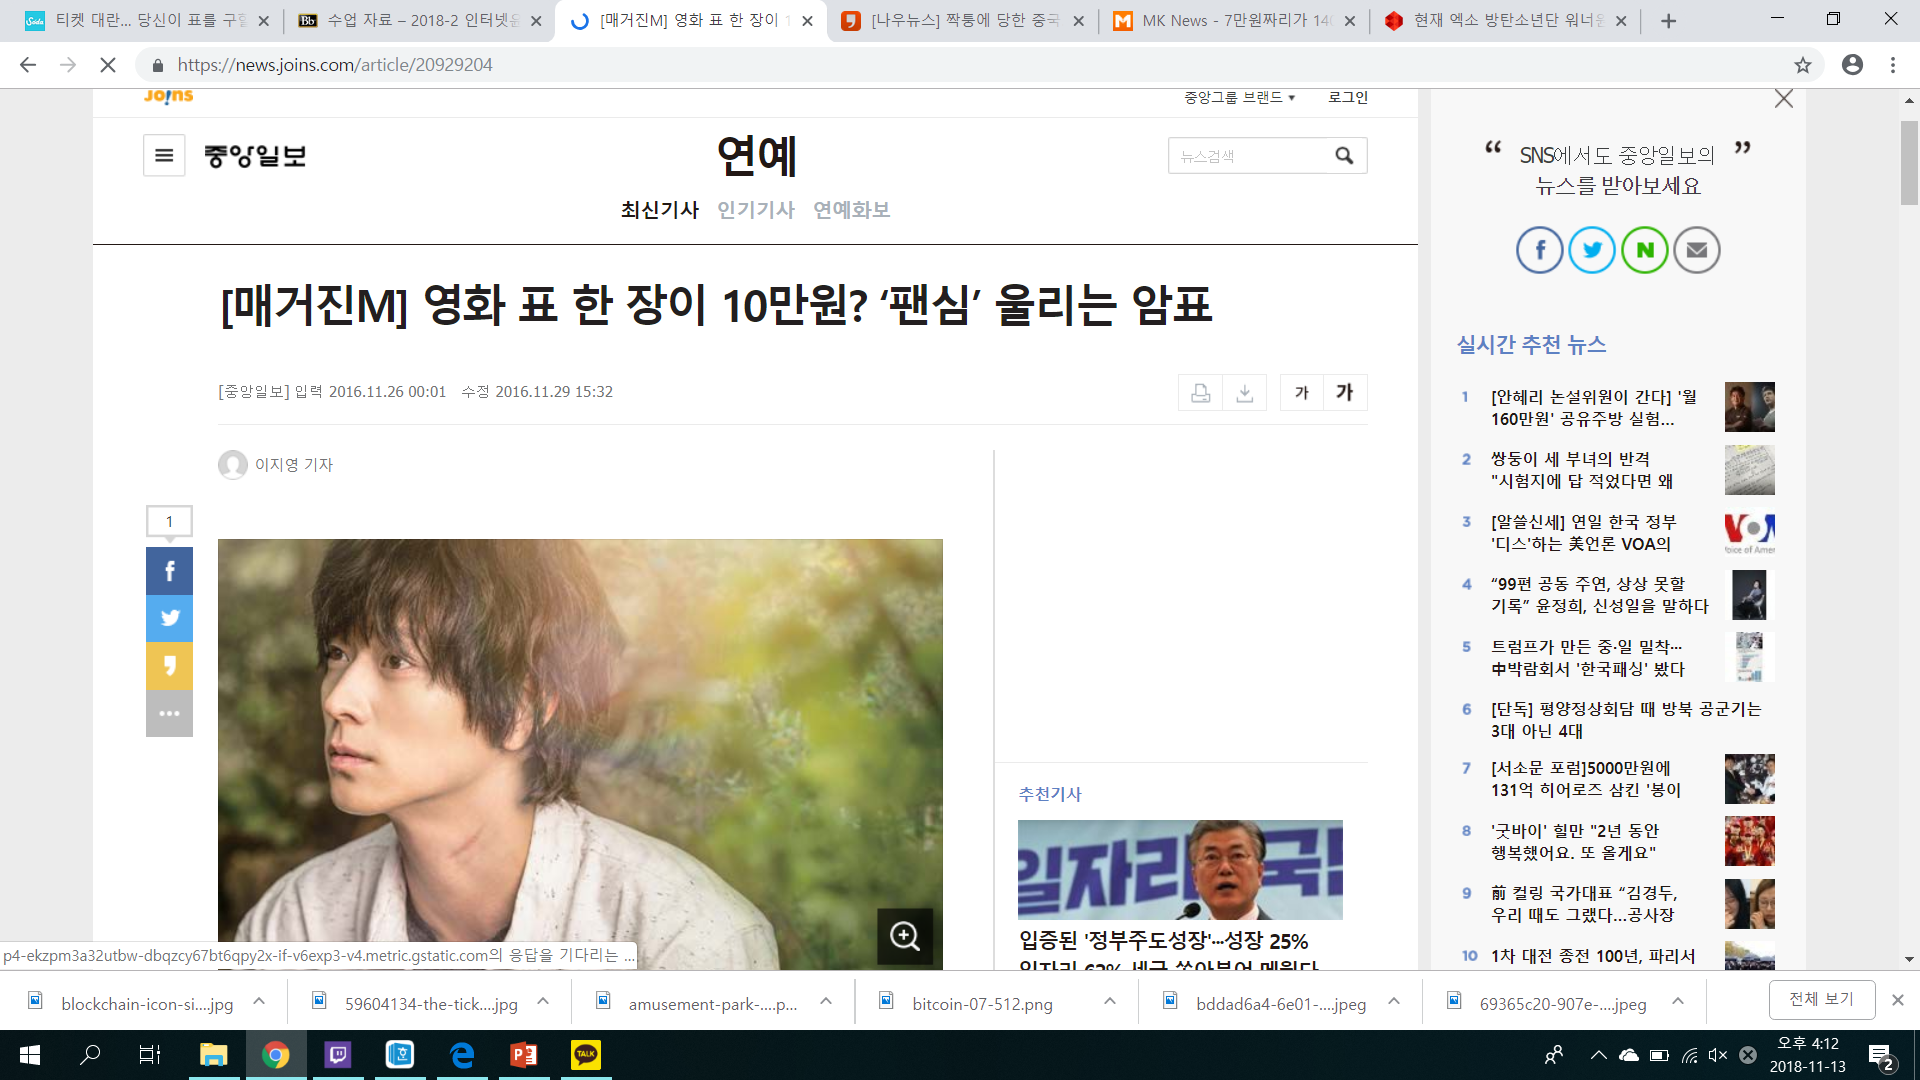 티켓 대란... 당신이 표를 구할
수업 자료 – 2018-2 인터넷윤
[매거진M] 영화 표 한 장이 1
[나우뉴스] 짝퉁에 당한 중국
MK News - 7만원짜리가 140
현재 엑소 방탄소년단 워너원
https://news.joins.com/article/20929204
JOINS
중앙그룹 브랜드 ▾ 로그인
중앙일보
연예
뉴스검색
최신기사 인기기사 연예화보
[매거진M] 영화 표 한 장이 10만원? ‘팬심’ 울리는 암표
[중앙일보] 입력 2016.11.26 00:01 수정 2016.11.29 15:32
가 가
이지영 기자
1
추천기사
일자리 국민
입증된 '정부주도성장'…성장 25%
“ SNS에서도 중앙일보의 ”
뉴스를 받아보세요
실시간 추천 뉴스
1 [안혜리 논설위원이 간다] '월
160만원' 공유주방 실험...
2 쌍둥이 세 부녀의 반격
"시험지에 답 적었다면 왜
3 [알쓸신세] 연일 한국 정부
'디스'하는 美언론 VOA의
VOA
Voice of Amer
4 “99편 공동 주연, 상상 못할
기록” 윤정희, 신성일을 말하다
5 트럼프가 만든 중·일 밀착…
中박람회서 '한국패싱' 봤다
6 [단독] 평양정상회담 때 방북 공군기는
3대 아닌 4대
7 [서소문 포럼]5000만원에
131억 히어로즈 삼킨 '봉이
8 '굿바이' 힐만 "2년 동안
행복했어요. 또 올게요"
9 前 컬링 국가대표 “김경두,
우리 때도 그랬다...공사장
10 1차 대전 종전 100년, 파리서
p4-ekzpm3a32utbw-dbqzcy67bt6qpy2x-if-v6exp3-v4.metric.gstatic.com의 응답을 기다리는 ...
blockchain-icon-si....jpg
59604134-the-tick....jpg
amusement-park-....p...
bitcoin-07-512.png
bddad6a4-6e01-....jpeg
69365c20-907e-....jpeg
전체 보기
TALK
오후 4:12
2018-11-13
2